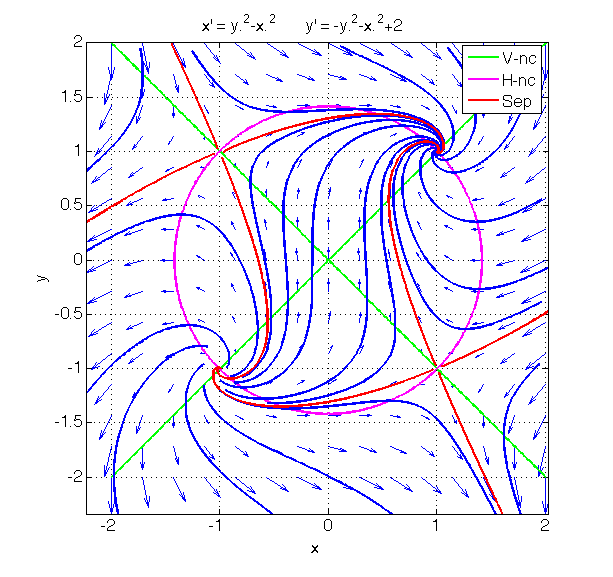 x' = y.^2-x.^2 y' = -y.^2-x.^2+2
V-nc
H-nc
Sep
2
1.5
1
0.5
0
-0.5
-1
-1.5
-2
y
-2 -1 0 1 2
x